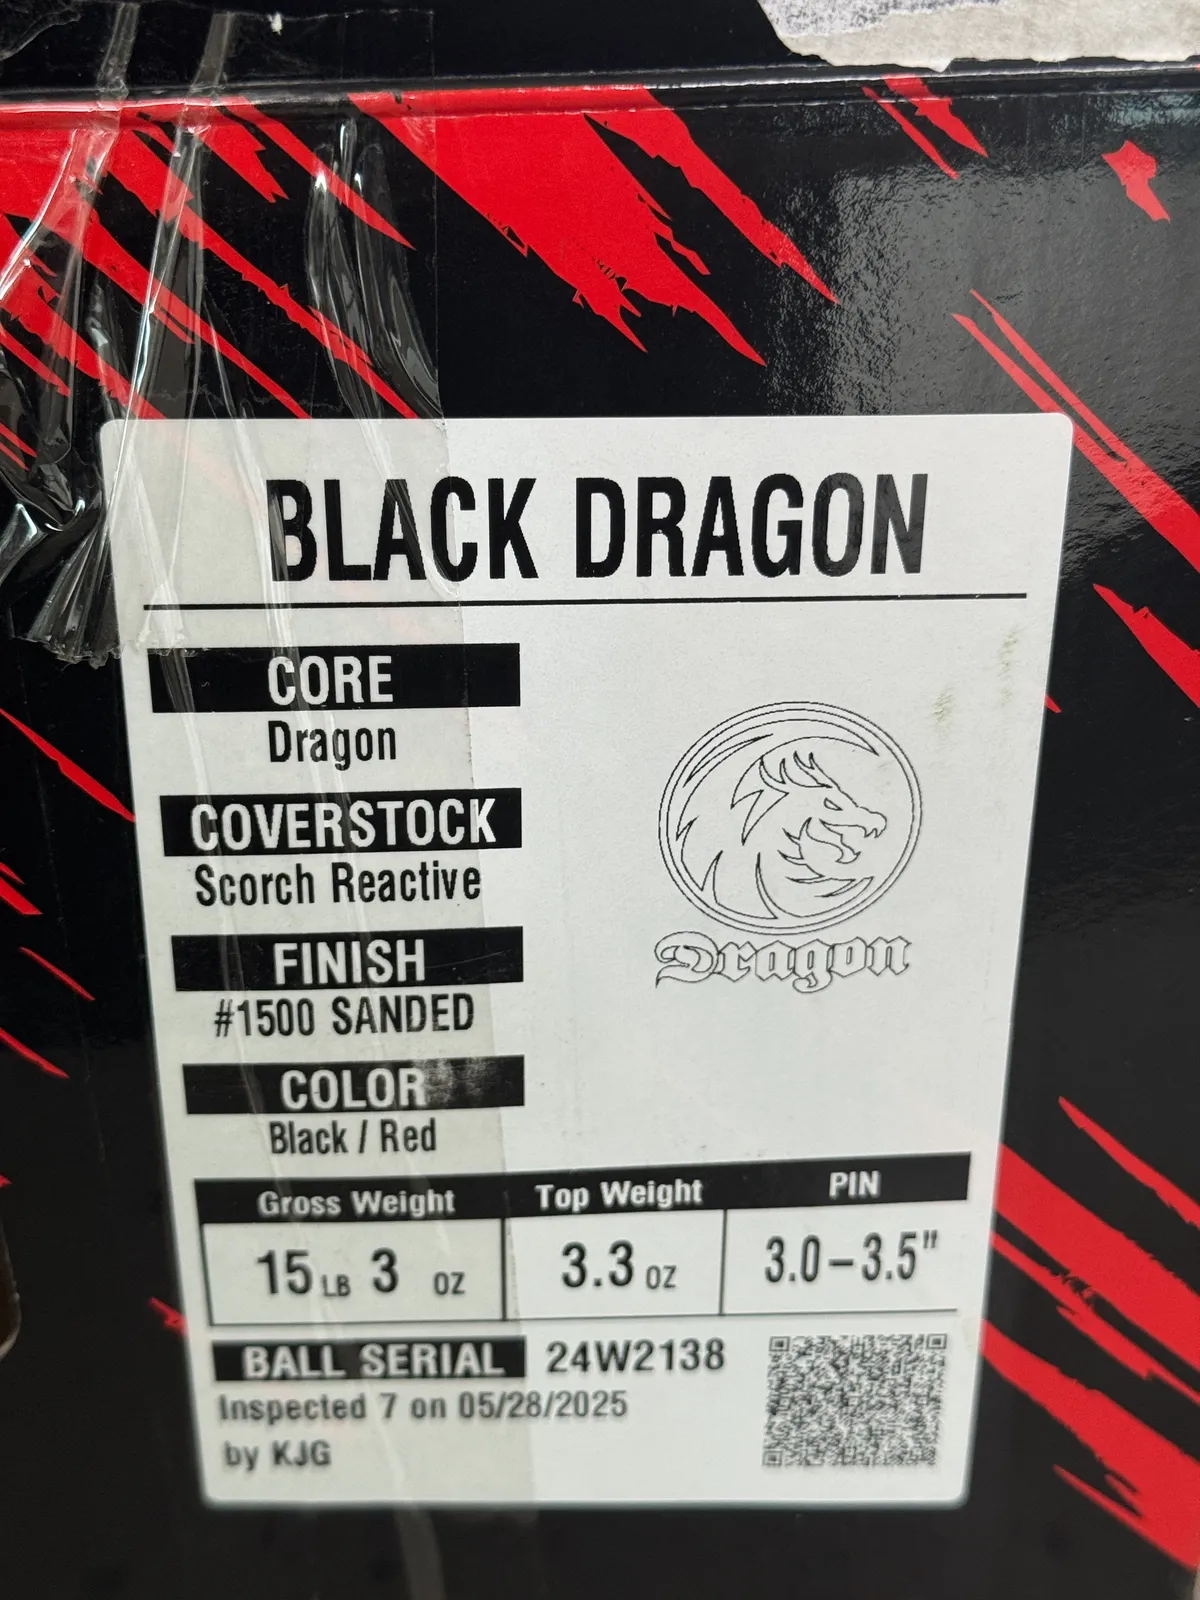 BLACK DRAGON
CORE
Dragon
COVERSTOCK
Scorch Reactive
FINISH
#1500 SANDED
COLOR
Black / Red
Dragon
Gross Weight Top Weight PIN
15 LB 3 OZ 3.3 OZ 3.0–3.5"
BALL SERIAL 24W2138
Inspected 7 on 05/28/2025
by KJG